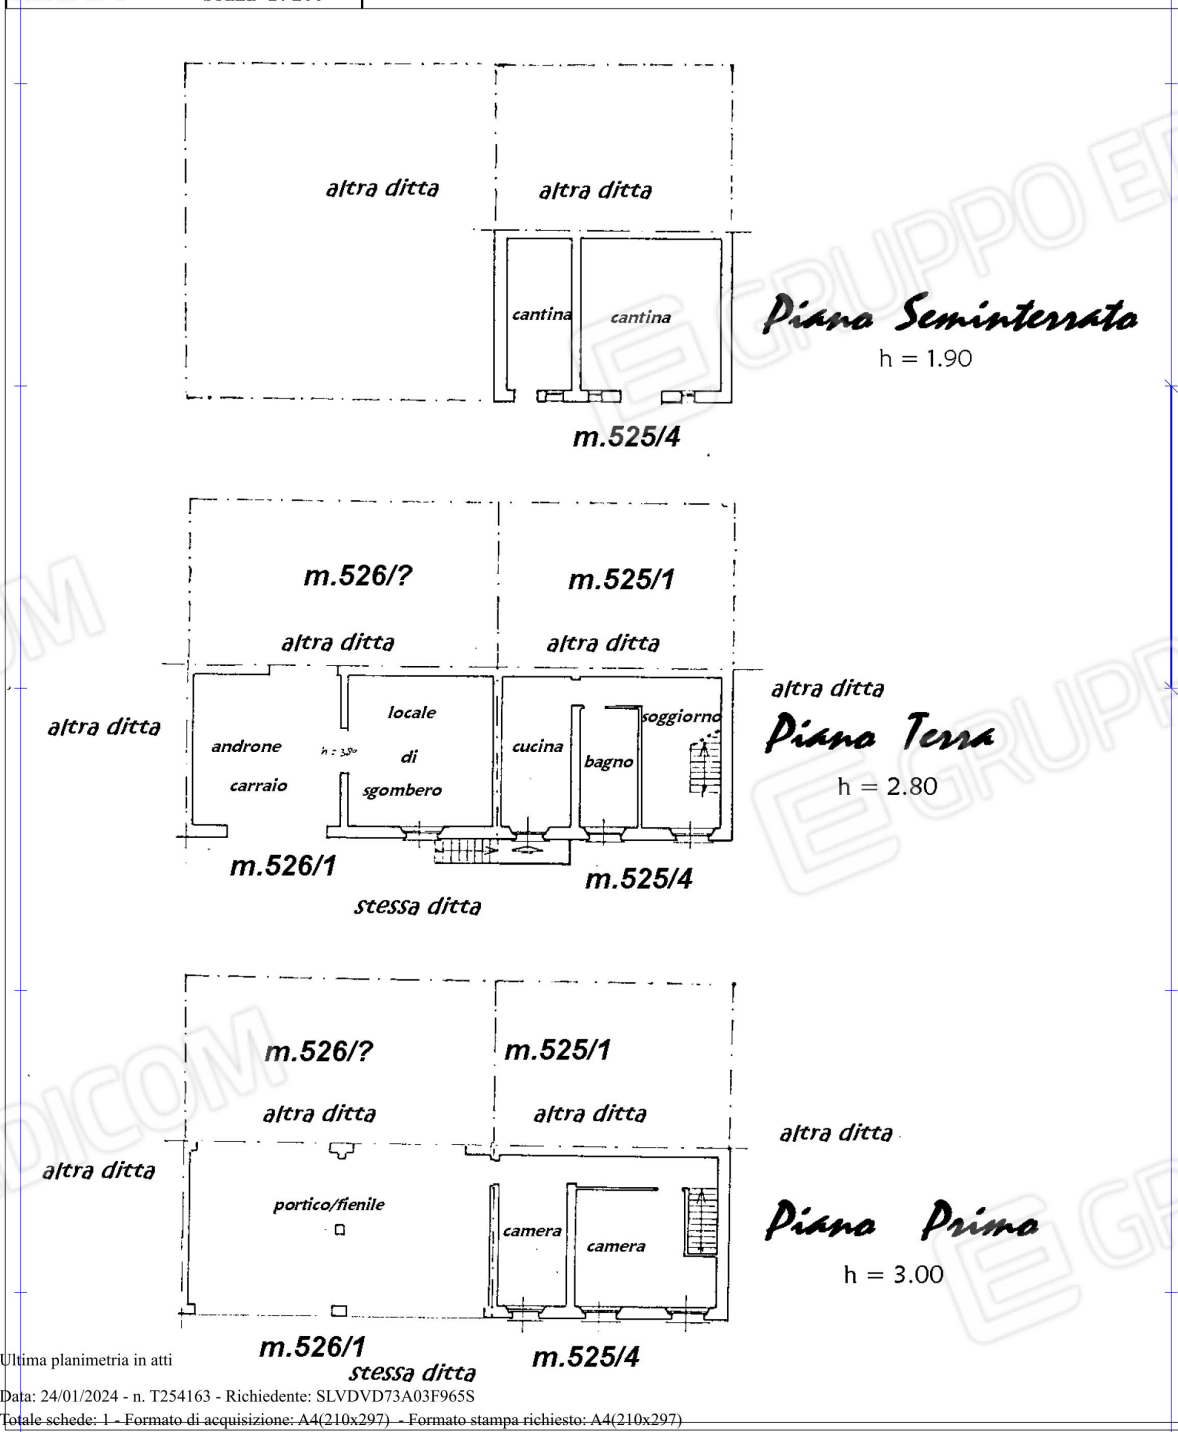 altra ditta altra ditta
cantina cantina
Piano Seminterrato
h = 1.90
m.525/4
m.526/? m.525/1
altra ditta altra ditta
altra ditta
altra ditta
locale
di
sgombero
androne
carraio
h = 3.80
cucina
bagno
soggiorno
Piano Terra
h = 2.80
m.526/1
m.525/4
stessa ditta
m.526/? m.525/1
altra ditta altra ditta
altra ditta
altra ditta
portico/fienile
camera
camera
Piano Primo
h = 3.00
m.526/1
m.525/4
stessa ditta
Ultima planimetria in atti
Data: 24/01/2024 - n. T254163 - Richiedente: SLVDVD73A03F965S
Totale schede: 1 - Formato di acquisizione: A4(210x297) - Formato stampa richiesto: A4(210x297)